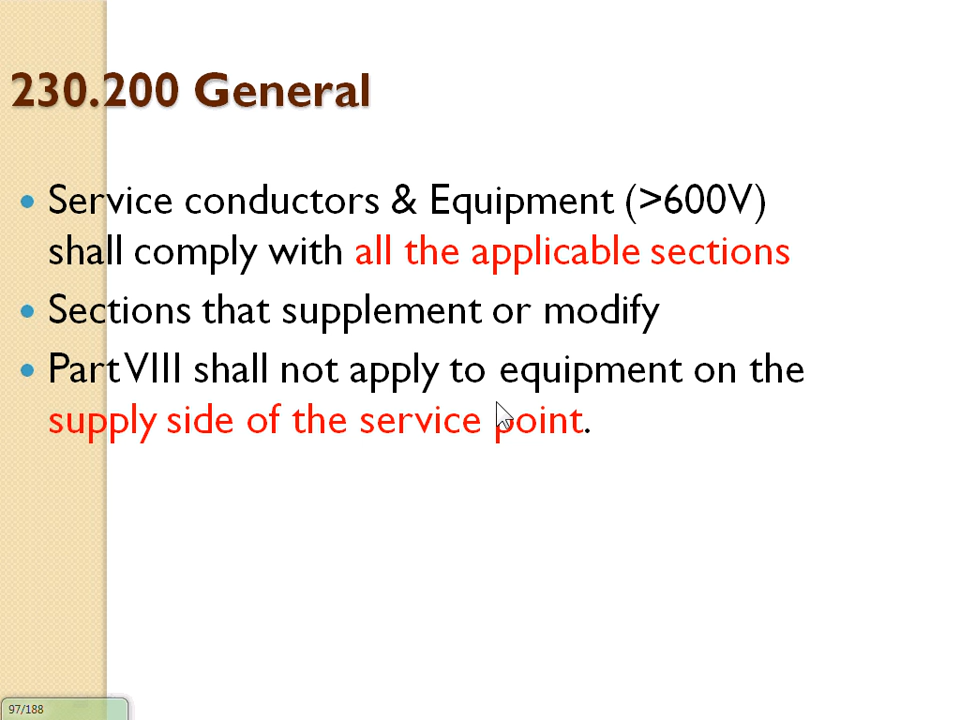 230.200 General
• Service conductors & Equipment (>600V)
shall comply with all the applicable sections
• Sections that supplement or modify
• Part VIII shall not apply to equipment on the
supply side of the service point.
97/188